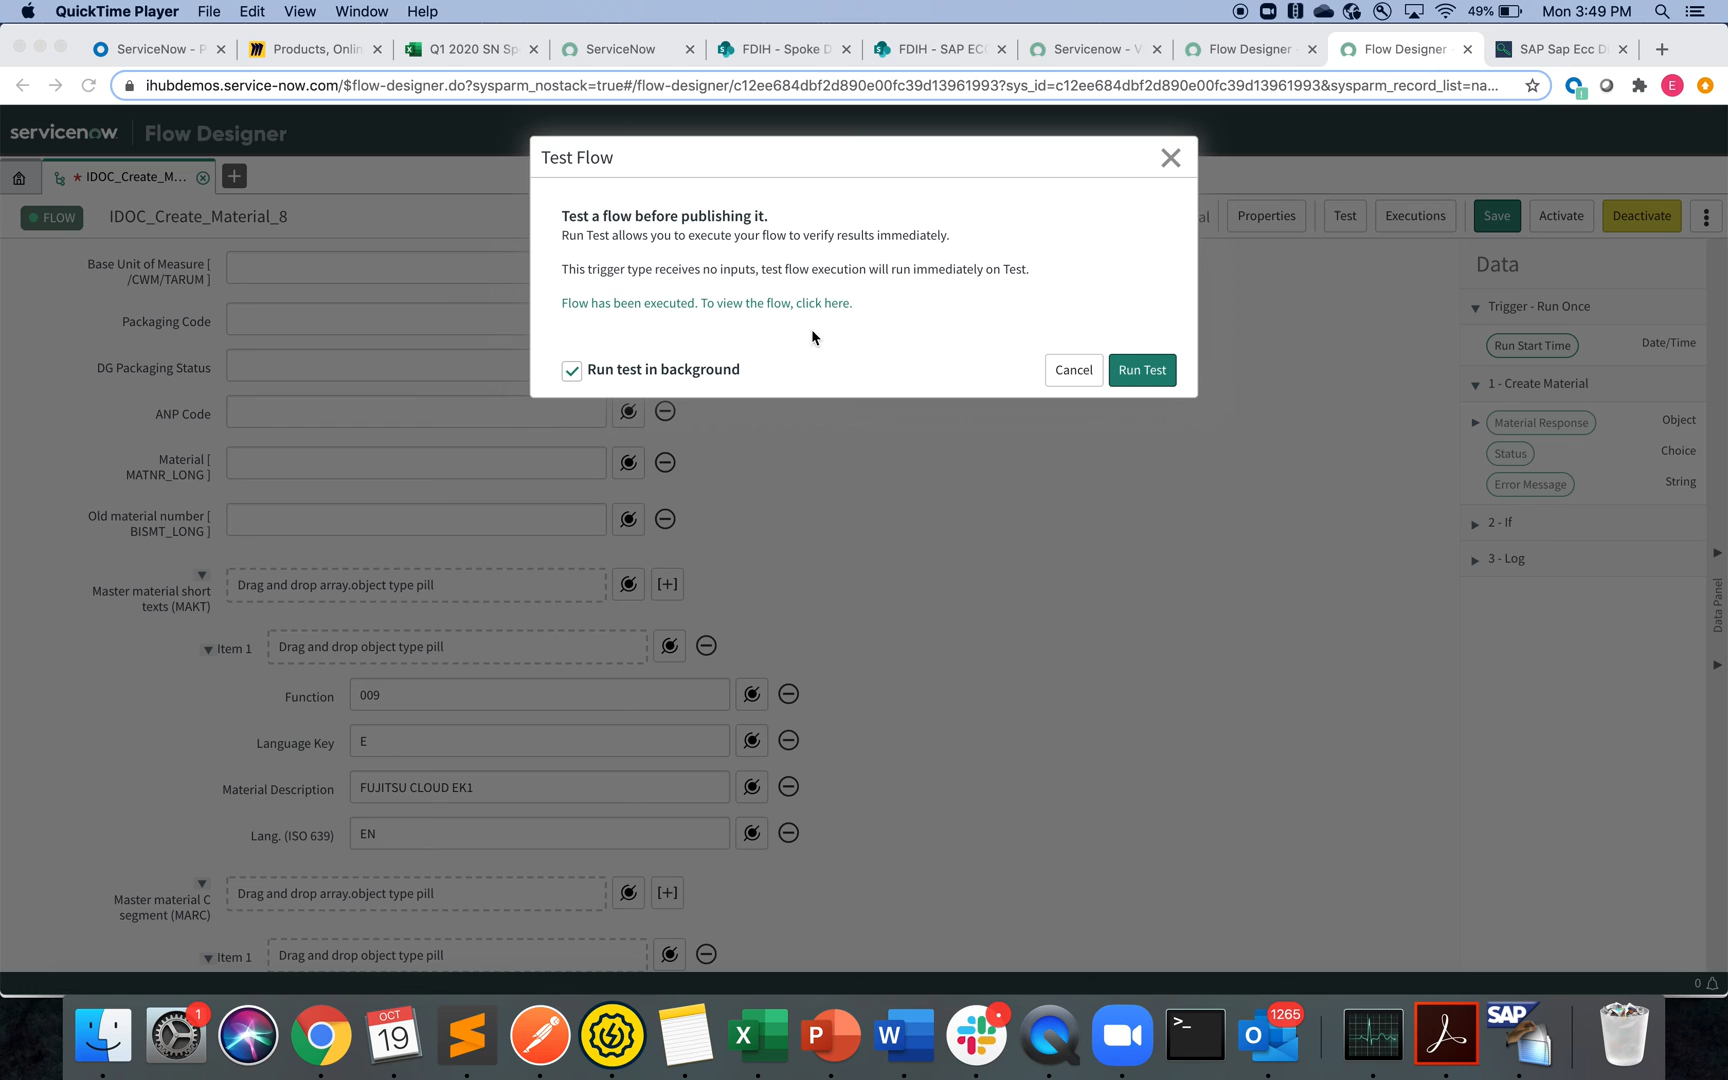 QuickTime Player File Edit View Window Help
49% Mon 3:49 PM
ServiceNow - P
Products, Onlin
Q1 2020 SN Sp
ServiceNow
FDIH - Spoke D
FDIH - SAP EC
Servicenow - V
Flow Designer
Flow Designer
SAP Sap Ecc D
ihubdemos.service-now.com/$flow-designer.do?sysparm_nostack=true#/flow-designer/c12ee684dbf2d890e00fc39d13961993?sys_id=c12ee684dbf2d890e00fc39d13961993&sysparm_record_list=na...
E
servicenow Flow Designer
* IDOC_Create_M...
FLOW IDOC_Create_Material_8
al Properties Test Executions Save Activate Deactivate
Test Flow
Test a flow before publishing it.
Run Test allows you to execute your flow to verify results immediately.
This trigger type receives no inputs, test flow execution will run immediately on Test.
Flow has been executed. To view the flow, click here.
Run test in background
Cancel Run Test
Base Unit of Measure [
/CWM/TARUM ]
Packaging Code
DG Packaging Status
ANP Code
Material [
MATNR_LONG ]
Old material number [
BISMT_LONG ]
Master material short
texts (MAKT)
Drag and drop array.object type pill
[+]
Item 1 Drag and drop object type pill
Function 009
Language Key E
Material Description FUJITSU CLOUD EK1
Lang. (ISO 639) EN
Master material C
segment (MARC)
Drag and drop array.object type pill
[+]
Item 1 Drag and drop object type pill
Data
Trigger - Run Once
Run Start Time Date/Time
1 - Create Material
Material Response Object
Status Choice
Error Message String
2 - If
3 - Log
Data Panel
0
1
OCT
19
X
P
W
>_
O
1265
SAP